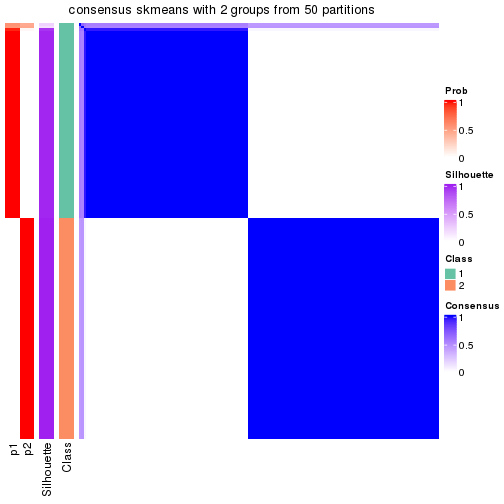 consensus skmeans with 2 groups from 50 partitions
Prob
1
0.5
0
Silhouette
1
0.5
0
Class
1
2
Consensus
1
0.5
0
p1
p2
Silhouette
Class